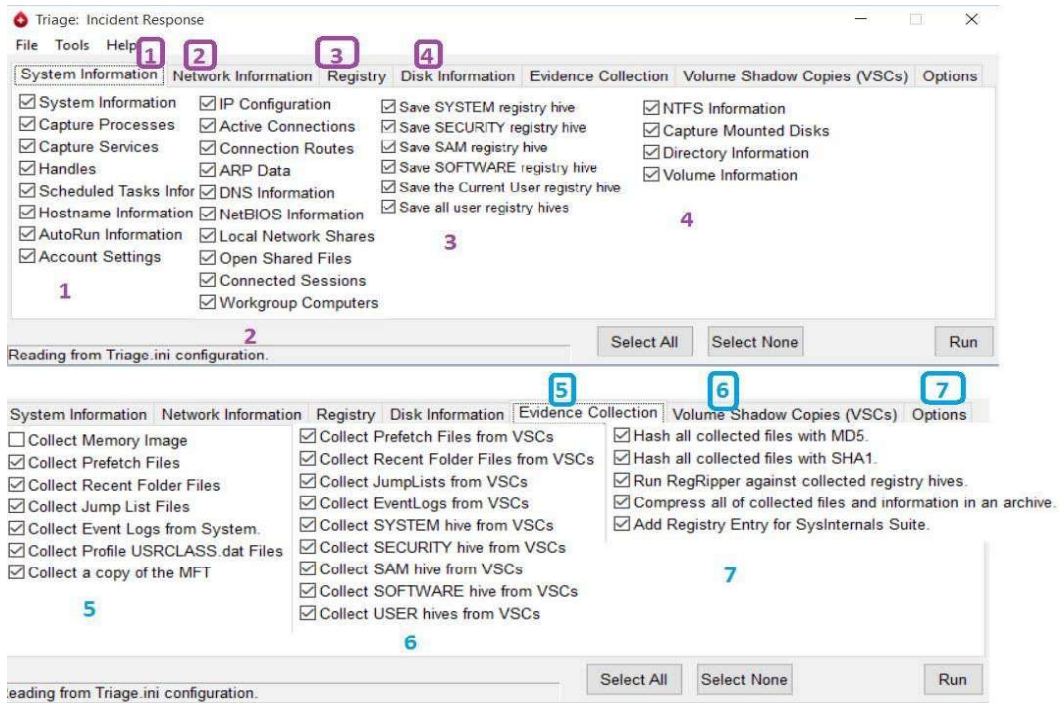 Triage: Incident Response
File Tools Help
1 2 3 4
System Information Network Information Registry Disk Information Evidence Collection Volume Shadow Copies (VSCs) Options
System Information
Capture Processes
Capture Services
Handles
Scheduled Tasks Infor
Hostname Information
AutoRun Information
Account Settings
1
IP Configuration
Active Connections
Connection Routes
ARP Data
DNS Information
NetBIOS Information
Local Network Shares
Open Shared Files
Connected Sessions
Workgroup Computers
2
Save SYSTEM registry hive
Save SECURITY registry hive
Save SAM registry hive
Save SOFTWARE registry hive
Save the Current User registry hive
Save all user registry hives
3
NTFS Information
Capture Mounted Disks
Directory Information
Volume Information
4
Reading from Triage.ini configuration.
Select All Select None Run
5 6 7
System Information Network Information Registry Disk Information Evidence Collection Volume Shadow Copies (VSCs) Options
Collect Memory Image
Collect Prefetch Files
Collect Recent Folder Files
Collect Jump List Files
Collect Event Logs from System.
Collect Profile USRCLASS.dat Files
Collect a copy of the MFT
5
Collect Prefetch Files from VSCs
Collect Recent Folder Files from VSCs
Collect JumpLists from VSCs
Collect EventLogs from VSCs
Collect SYSTEM hive from VSCs
Collect SECURITY hive from VSCs
Collect SAM hive from VSCs
Collect SOFTWARE hive from VSCs
Collect USER hives from VSCs
6
Hash all collected files with MD5.
Hash all collected files with SHA1.
Run RegRipper against collected registry hives.
Compress all of collected files and information in an archive.
Add Registry Entry for SysInternals Suite.
7
eading from Triage.ini configuration.
Select All Select None Run